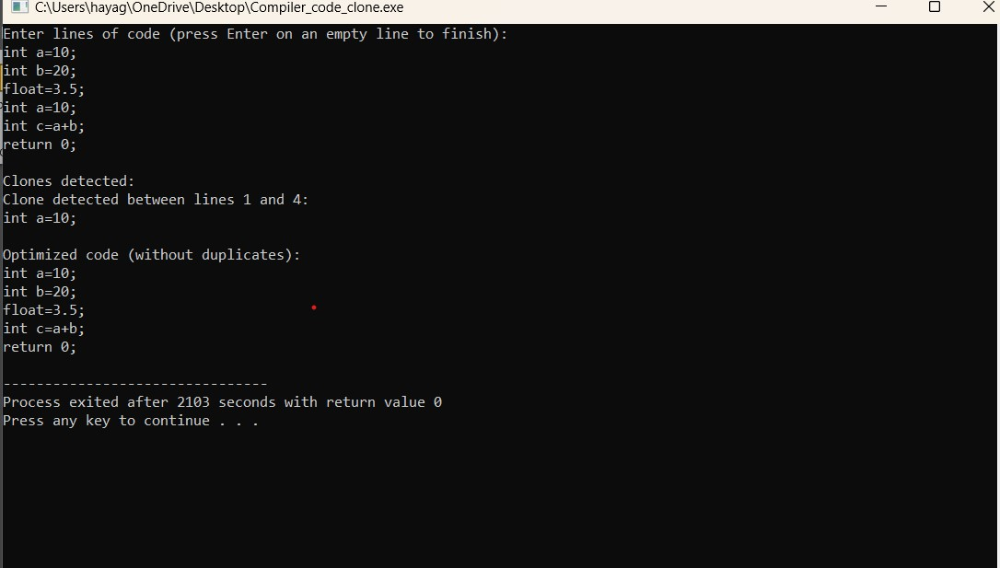 C:\Users\hayag\OneDrive\Desktop\Compiler_code_clone.exe
Enter lines of code (press Enter on an empty line to finish):
int a=10;
int b=20;
float=3.5;
int a=10;
int c=a+b;
return 0;
Clones detected:
Clone detected between lines 1 and 4:
int a=10;
Optimized code (without duplicates):
int a=10;
int b=20;
float=3.5;
int c=a+b;
return 0;
--------------------------------
Process exited after 2103 seconds with return value 0
Press any key to continue . . .